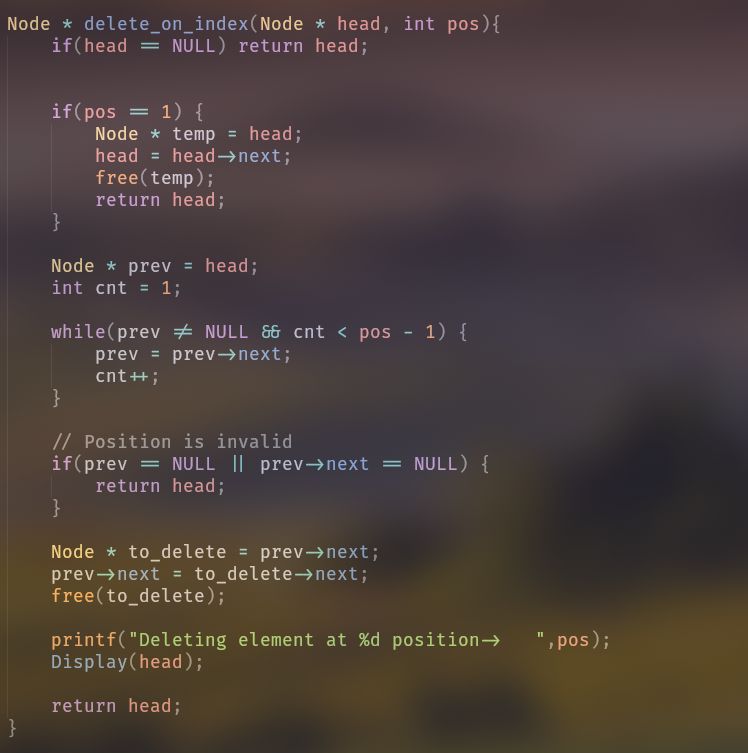 Node * delete_on_index(Node * head, int pos){
    if(head == NULL) return head;

    if(pos == 1) {
        Node * temp = head;
        head = head->next;
        free(temp);
        return head;
    }

    Node * prev = head;
    int cnt = 1;

    while(prev != NULL && cnt < pos - 1) {
        prev = prev->next;
        cnt++;
    }

    // Position is invalid
    if(prev == NULL || prev->next == NULL) {
        return head;
    }

    Node * to_delete = prev->next;
    prev->next = to_delete->next;
    free(to_delete);

    printf("Deleting element at %d position->   ",pos);
    Display(head);

    return head;
}